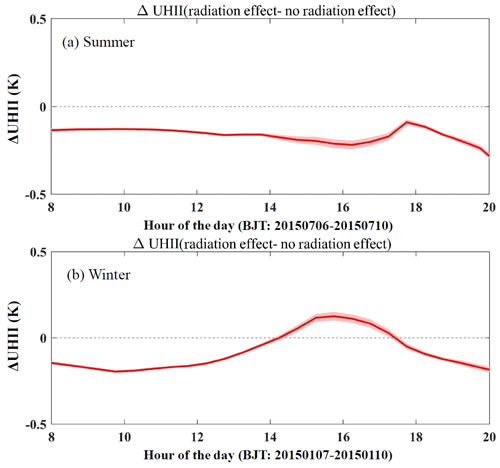 Δ UHII(radiation effect- no radiation effect)
0.5
(a) Summer
0
ΔUHII (K)
-0.5
8 10 12 14 16 18 20
Hour of the day (BJT: 20150706-20150710)
Δ UHII(radiation effect- no radiation effect)
0.5
(b) Winter
0
ΔUHII (K)
-0.5
8 10 12 14 16 18 20
Hour of the day (BJT: 20150107-20150110)